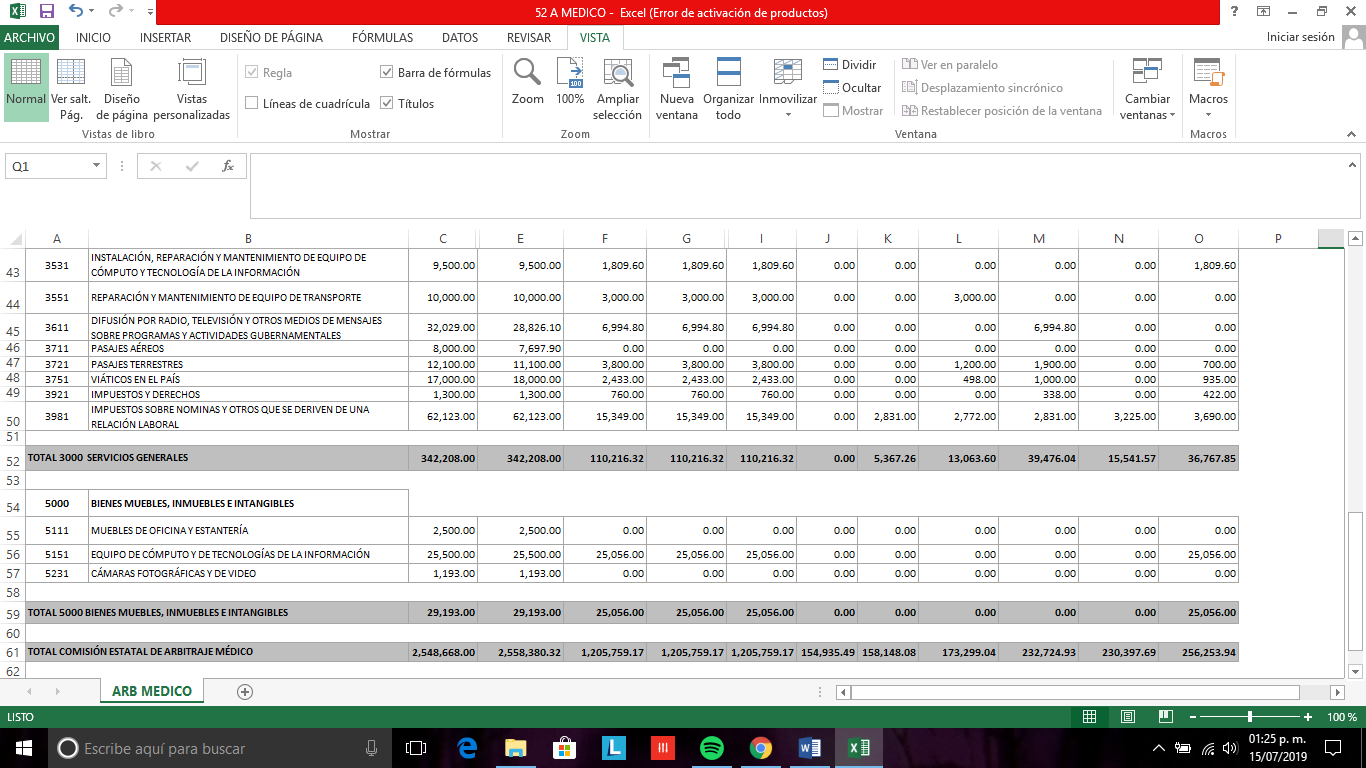 52 A MEDICO - Excel (Error de activación de productos)
ARCHIVO INICIO INSERTAR DISEÑO DE PÁGINA FÓRMULAS DATOS REVISAR VISTA Iniciar sesión
Normal Ver salt. Pág. Diseño de página Vistas personalizadas
Vistas de libro
Regla Barra de fórmulas
Líneas de cuadrícula Títulos
Mostrar
Zoom 100% Ampliar selección
Zoom
Nueva ventana Organizar todo Inmovilizar
Dividir
Ocultar
Mostrar
Ver en paralelo
Desplazamiento sincrónico
Restablecer posición de la ventana
Cambiar ventanas
Ventana
Macros
Macros
Q1 fx
A B C E F G I J K L M N O P
43 3531 INSTALACIÓN, REPARACIÓN Y MANTENIMIENTO DE EQUIPO DE 9,500.00 9,500.00 1,809.60 1,809.60 1,809.60 0.00 0.00 0.00 0.00 0.00 1,809.60
CÓMPUTO Y TECNOLOGÍA DE LA INFORMACIÓN
44 3551 REPARACIÓN Y MANTENIMIENTO DE EQUIPO DE TRANSPORTE 10,000.00 10,000.00 3,000.00 3,000.00 3,000.00 0.00 0.00 3,000.00 0.00 0.00 0.00
45 3611 DIFUSIÓN POR RADIO, TELEVISIÓN Y OTROS MEDIOS DE MENSAJES 32,029.00 28,826.10 6,994.80 6,994.80 6,994.80 0.00 0.00 0.00 6,994.80 0.00 0.00
SOBRE PROGRAMAS Y ACTIVIDADES GUBERNAMENTALES
46 3711 PASAJES AÉREOS 8,000.00 7,697.90 0.00 0.00 0.00 0.00 0.00 0.00 0.00 0.00 0.00
47 3721 PASAJES TERRESTRES 12,100.00 11,100.00 3,800.00 3,800.00 3,800.00 0.00 0.00 1,200.00 1,900.00 0.00 700.00
48 3751 VIÁTICOS EN EL PAÍS 17,000.00 18,000.00 2,433.00 2,433.00 2,433.00 0.00 0.00 498.00 1,000.00 0.00 935.00
49 3921 IMPUESTOS Y DERECHOS 1,300.00 1,300.00 760.00 760.00 760.00 0.00 0.00 0.00 338.00 0.00 422.00
50 3981 IMPUESTOS SOBRE NOMINAS Y OTROS QUE SE DERIVEN DE UNA 62,123.00 62,123.00 15,349.00 15,349.00 15,349.00 0.00 2,831.00 2,772.00 2,831.00 3,225.00 3,690.00
RELACIÓN LABORAL
51
52 TOTAL 3000 SERVICIOS GENERALES 342,208.00 342,208.00 110,216.32 110,216.32 110,216.32 0.00 5,367.26 13,063.60 39,476.04 15,541.57 36,767.85
53
54 5000 BIENES MUEBLES, INMUEBLES E INTANGIBLES
55 5111 MUEBLES DE OFICINA Y ESTANTERÍA 2,500.00 2,500.00 0.00 0.00 0.00 0.00 0.00 0.00 0.00 0.00 0.00
56 5151 EQUIPO DE CÓMPUTO Y DE TECNOLOGÍAS DE LA INFORMACIÓN 25,500.00 25,500.00 25,056.00 25,056.00 25,056.00 0.00 0.00 0.00 0.00 0.00 25,056.00
57 5231 CÁMARAS FOTOGRÁFICAS Y DE VIDEO 1,193.00 1,193.00 0.00 0.00 0.00 0.00 0.00 0.00 0.00 0.00 0.00
58
59 TOTAL 5000 BIENES MUEBLES, INMUEBLES E INTANGIBLES 29,193.00 29,193.00 25,056.00 25,056.00 25,056.00 0.00 0.00 0.00 0.00 0.00 25,056.00
60
61 TOTAL COMISIÓN ESTATAL DE ARBITRAJE MÉDICO 2,548,668.00 2,558,380.32 1,205,759.17 1,205,759.17 1,205,759.17 154,935.49 158,148.08 173,299.04 232,724.93 230,397.69 256,253.94
62
ARB MEDICO
LISTO 100 %
Escribe aquí para buscar
01:25 p. m.
15/07/2019